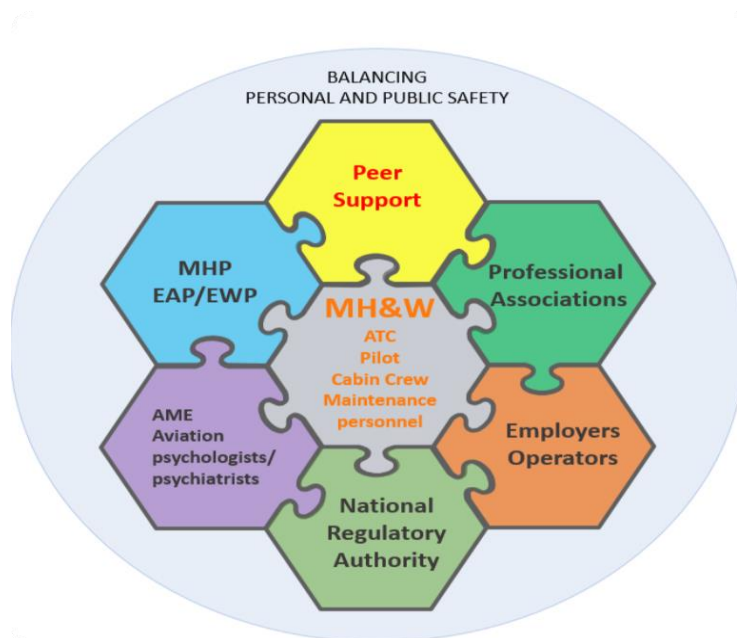 BALANCING
PERSONAL AND PUBLIC SAFETY
Peer
Support
MHP
EAP/EWP
Professional
Associations
MH&W
ATC
Pilot
Cabin Crew
Maintenance
personnel
AME
Aviation
psychologists/
psychiatrists
Employers
Operators
National
Regulatory
Authority